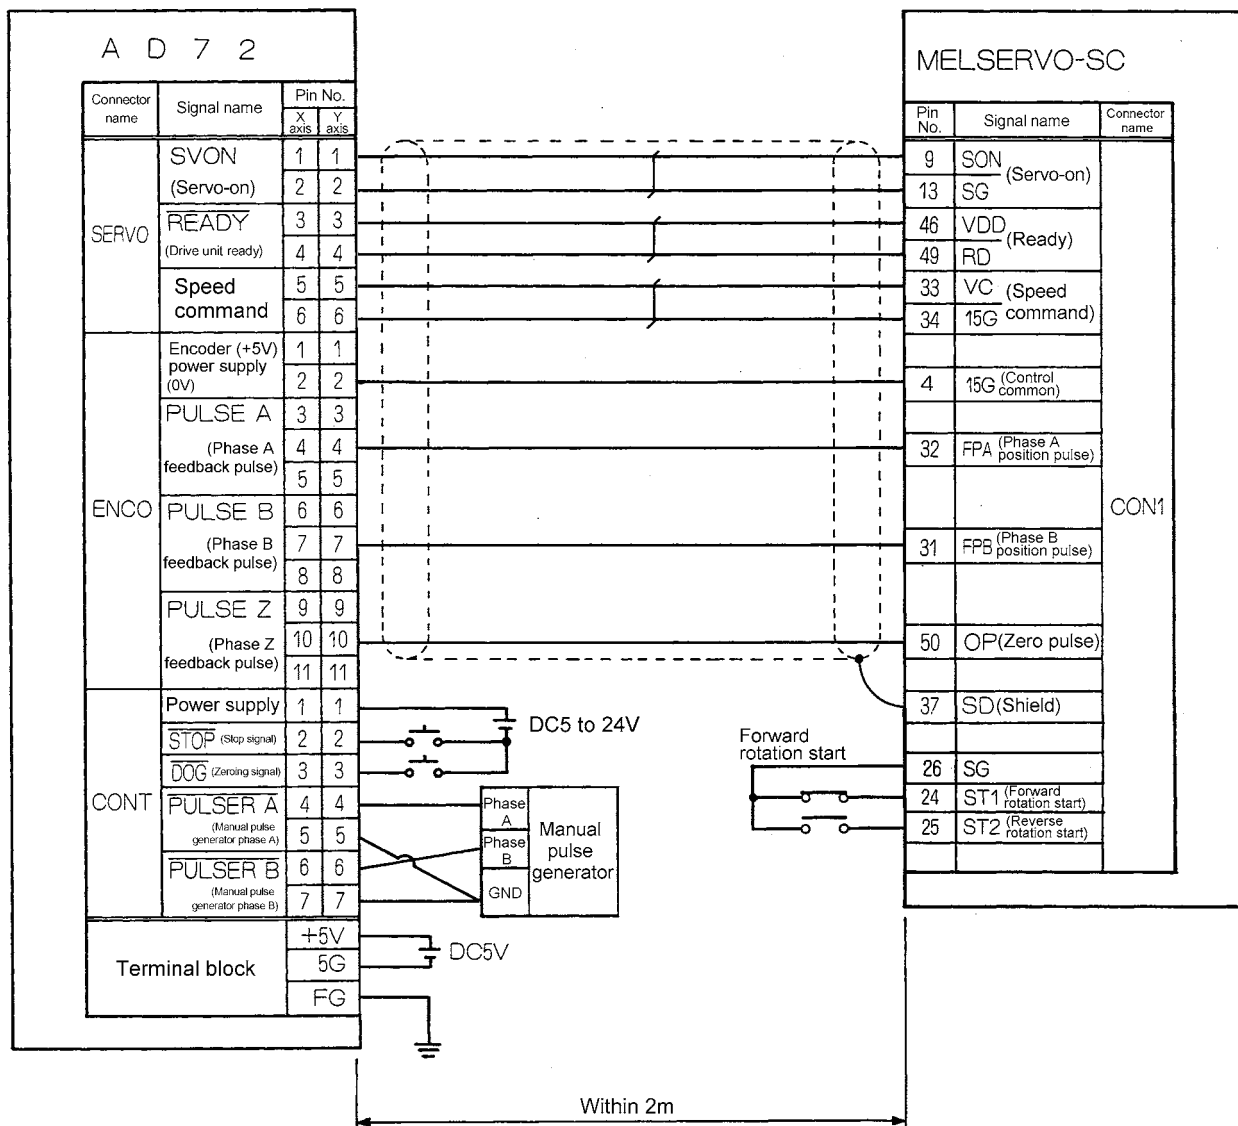 AD72
Connector name
Signal name
Pin No.
X axis
Y axis
SERVO
SVON
(Servo-on)
1 1
2 2
READY
(Drive unit ready)
3 3
4 4
Speed command
5 5
6 6
ENCO
Encoder (+5V)
power supply
(0V)
1 1
2 2
PULSE A
(Phase A
feedback pulse)
3 3
4 4
5 5
PULSE B
(Phase B
feedback pulse)
6 6
7 7
8 8
PULSE Z
(Phase Z
feedback pulse)
9 9
10 10
11 11
CONT
Power supply
1 1
STOP (Stop signal)
2 2
DOG (Zeroing signal)
3 3
PULSER A
(Manual pulse
generator phase A)
4 4
5 5
PULSER B
(Manual pulse
generator phase B)
6 6
7 7
Terminal block
+5V
5G
FG
DC5 to 24V
Phase A
Phase B
GND
Manual
pulse
generator
DC5V
Forward
rotation start
Within 2m
MELSERVO-SC
Pin No.
Signal name
Connector name
9 SON (Servo-on)
13 SG
46 VDD (Ready)
49 RD
33 VC (Speed
34 15G command)
4 15G (Control common)
32 FPA (Phase A position pulse)
31 FPB (Phase B position pulse)
50 OP(Zero pulse)
37 SD(Shield)
26 SG
24 ST1 (Forward rotation start)
25 ST2 (Reverse rotation start)
CON1